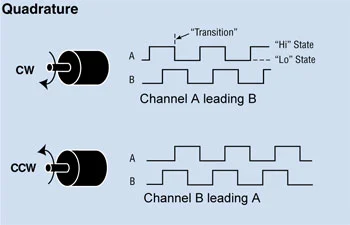 Quadrature
"Transition"
"Hi" State
A
"Lo" State
CW
B
Channel A leading B
A
CCW
B
Channel B leading A